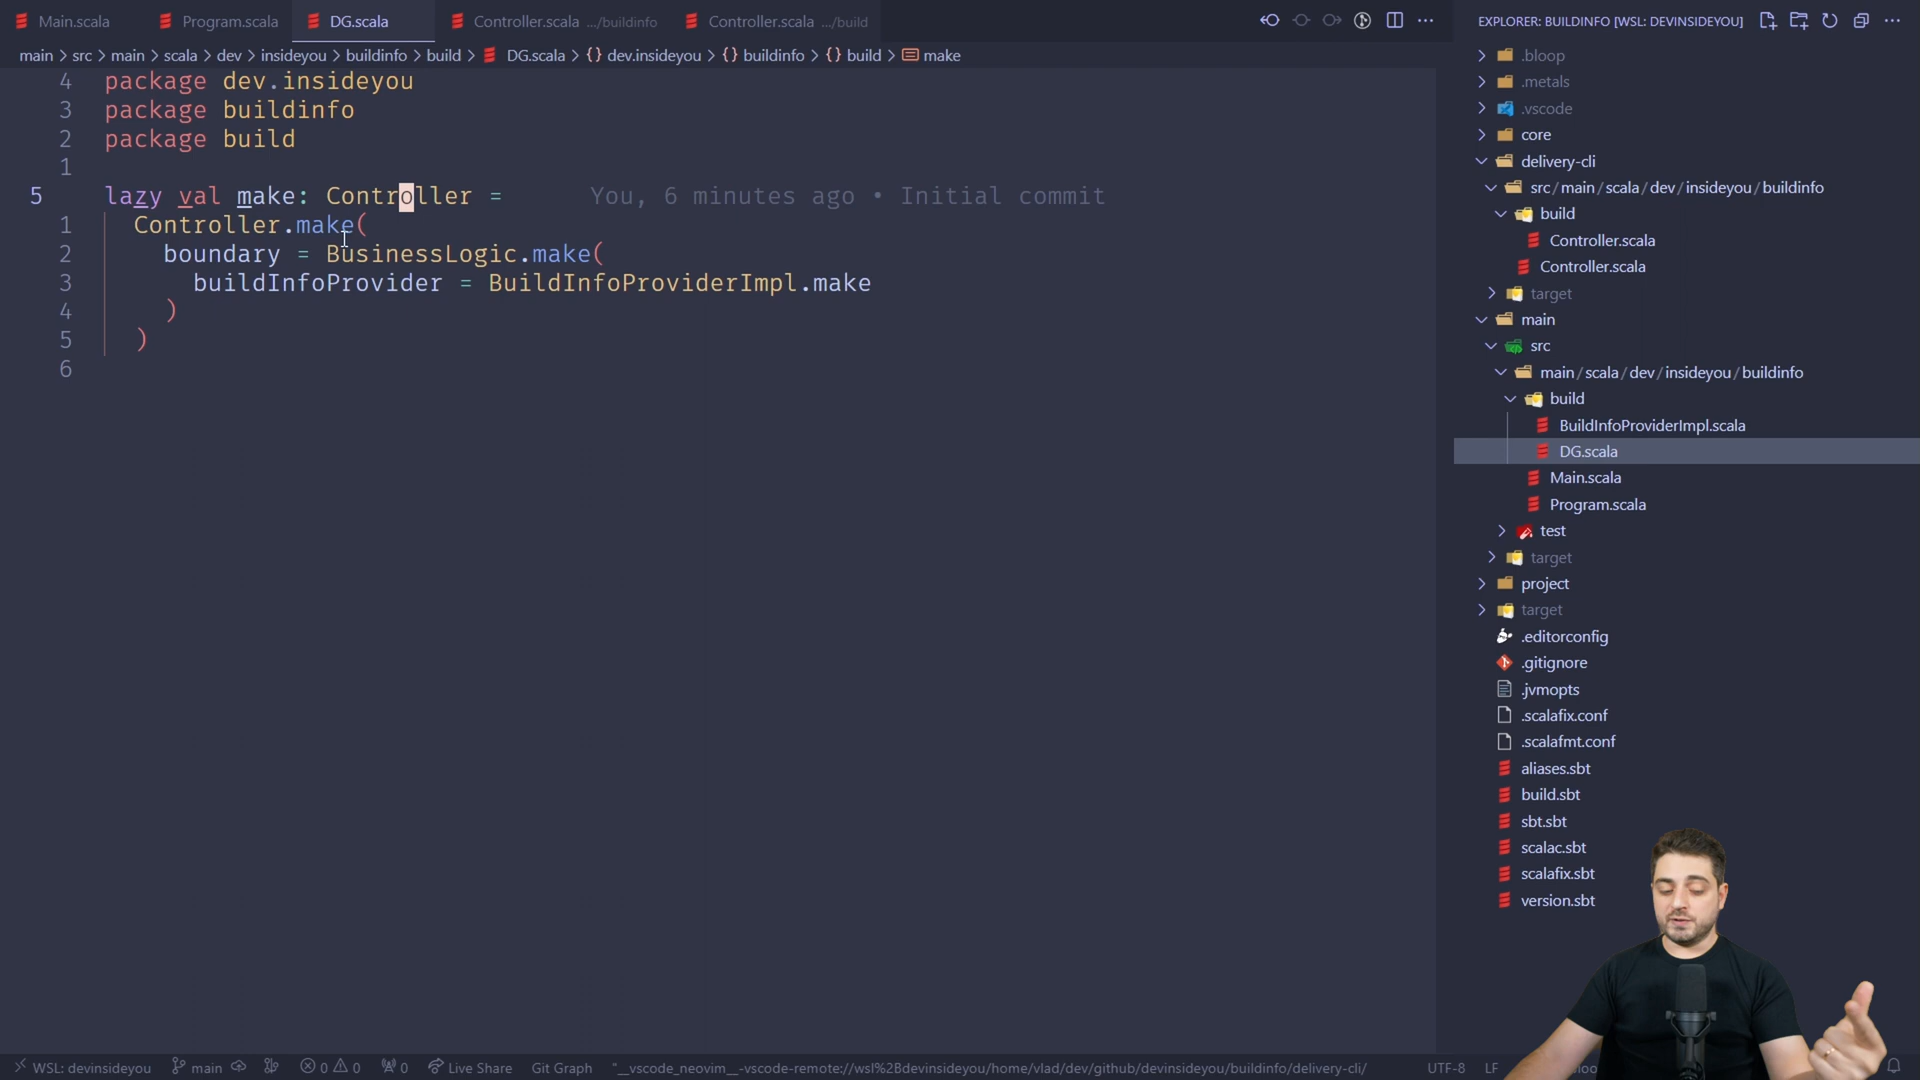 Main.scala
Program.scala
DG.scala
Controller.scala .../buildinfo
Controller.scala .../build
main > src > main > scala > dev > insideyou > buildinfo > build > DG.scala > {} dev.insideyou > {} buildinfo > {} build > make
4 package dev.insideyou
3 package buildinfo
2 package build
1
5 lazy val make: Controller = You, 6 minutes ago • Initial commit
1 Controller.make(
2 boundary = BusinessLogic.make(
3 buildInfoProvider = BuildInfoProviderImpl.make
4 )
5 )
6
EXPLORER: BUILDINFO [WSL: DEVINSIDEYOU]
.bloop
.metals
.vscode
core
delivery-cli
src/main/scala/dev/insideyou/buildinfo
build
Controller.scala
Controller.scala
target
main
src
main/scala/dev/insideyou/buildinfo
build
BuildInfoProviderImpl.scala
DG.scala
Main.scala
Program.scala
test
target
project
target
.editorconfig
.gitignore
.jvmopts
.scalafix.conf
.scalafmt.conf
aliases.sbt
build.sbt
sbt.sbt
scalac.sbt
scalafix.sbt
version.sbt
WSL: devinsideyou main 0 0 0 Live Share Git Graph "__vscode_neovim__-vscode-remote://wsl%2Bdevinsideyou/home/vlad/dev/github/devinsideyou/buildinfo/delivery-cli/ UTF-8 LF